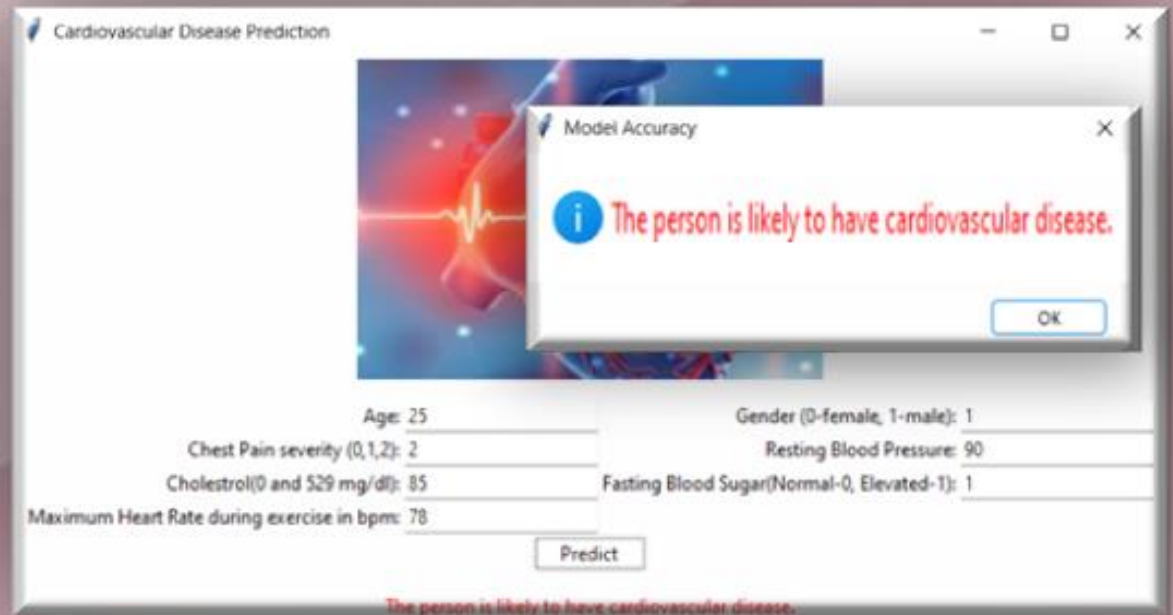 Cardiovascular Disease Prediction
Model Accuracy
The person is likely to have cardiovascular disease.
OK
Age: 25 Gender (0-female, 1-male): 1
Chest Pain severity (0,1,2): 2 Resting Blood Pressure: 90
Cholestrol(0 and 529 mg/dl): 85 Fasting Blood Sugar(Normal-0, Elevated-1): 1
Maximum Heart Rate during exercise in bpm: 78
Predict
The person is likely to have cardiovascular disease.